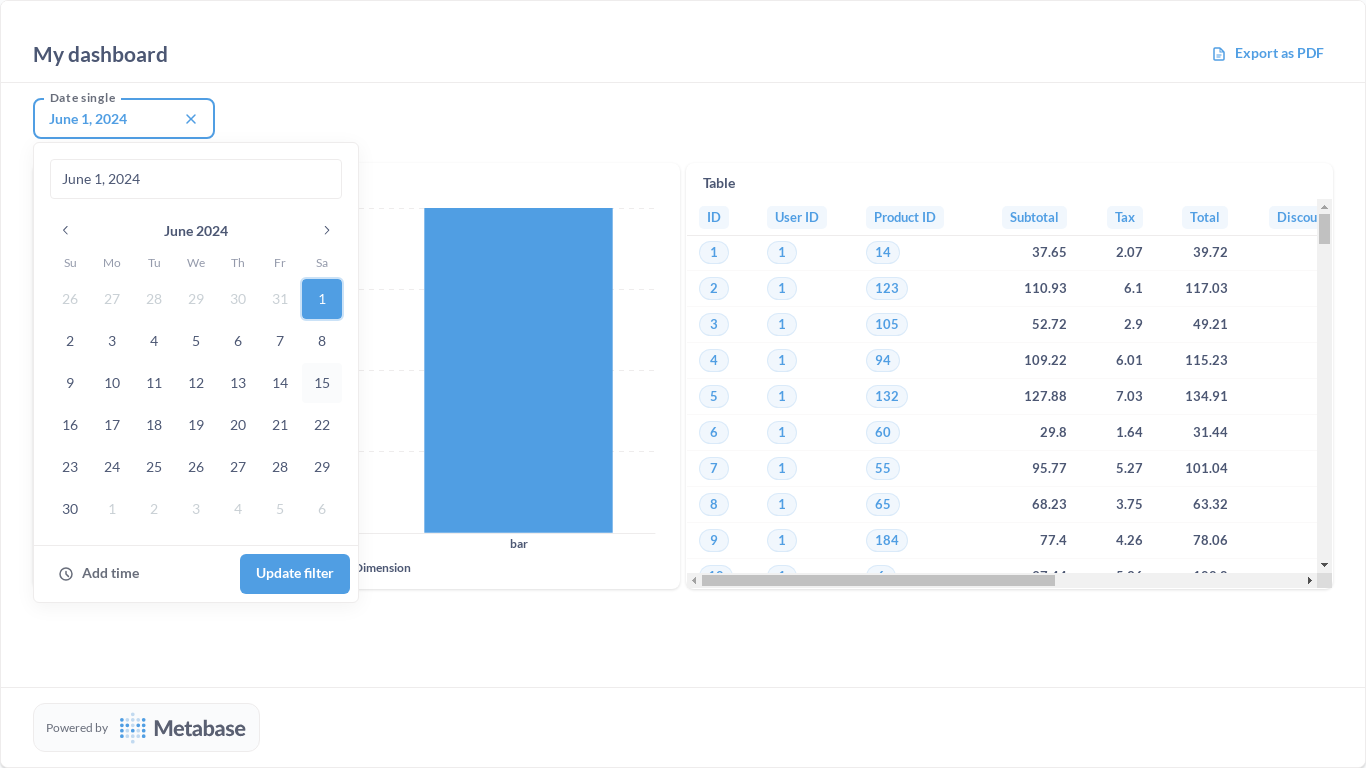 My dashboard
Export as PDF
Date single
June 1, 2024
June 1, 2024
June 2024
Su Mo Tu We Th Fr Sa
26 27 28 29 30 31 1
2 3 4 5 6 7 8
9 10 11 12 13 14 15
16 17 18 19 20 21 22
23 24 25 26 27 28 29
30 1 2 3 4 5 6
Add time
Update filter
bar
Dimension
Table
ID User ID Product ID Subtotal Tax Total Discou
1 1 14 37.65 2.07 39.72
2 1 123 110.93 6.1 117.03
3 1 105 52.72 2.9 49.21
4 1 94 109.22 6.01 115.23
5 1 132 127.88 7.03 134.91
6 1 60 29.8 1.64 31.44
7 1 55 95.77 5.27 101.04
8 1 65 68.23 3.75 63.32
9 1 184 77.4 4.26 78.06
Powered by
Metabase